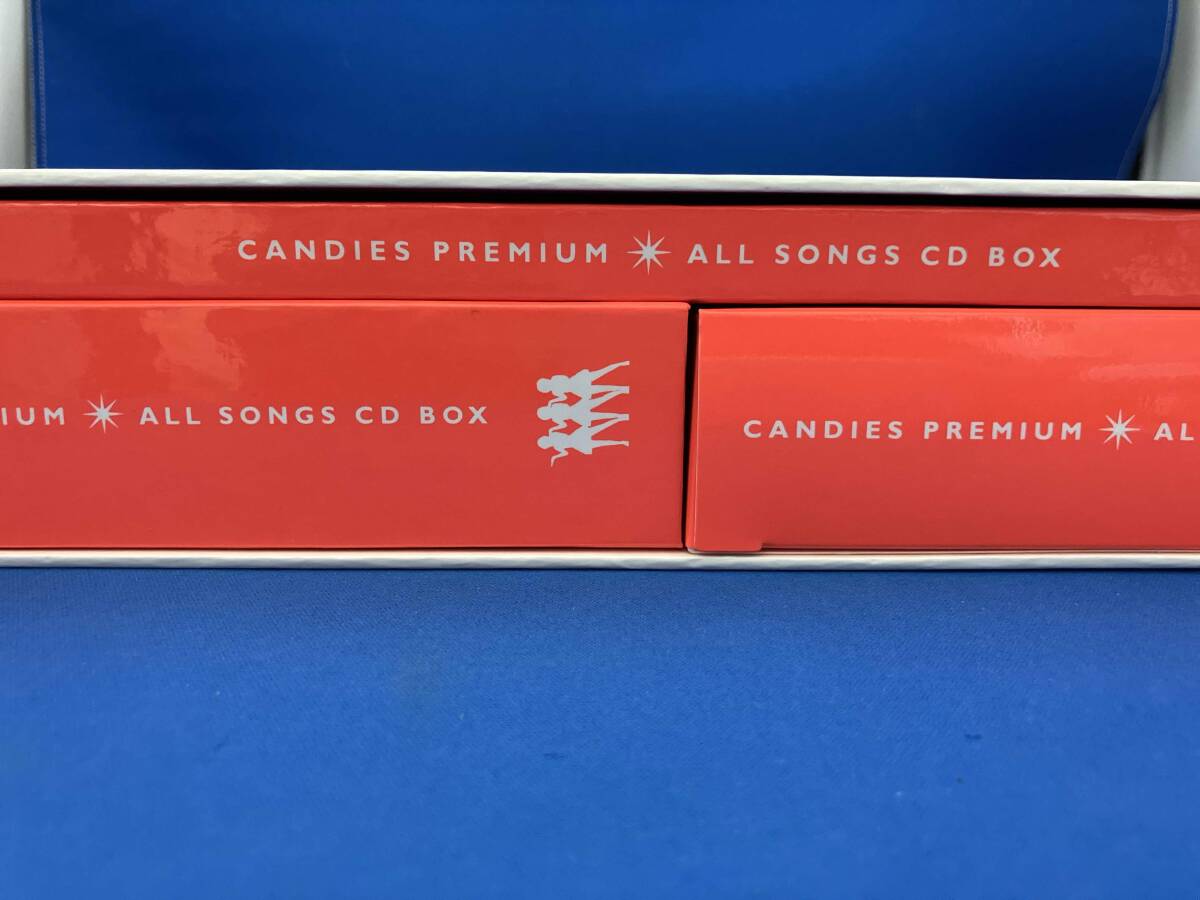 CANDIES PREMIUM ✴ ALL SONGS CD BOX
IUM ✴ ALL SONGS CD BOX
CANDIES PREMIUM ✴ AL